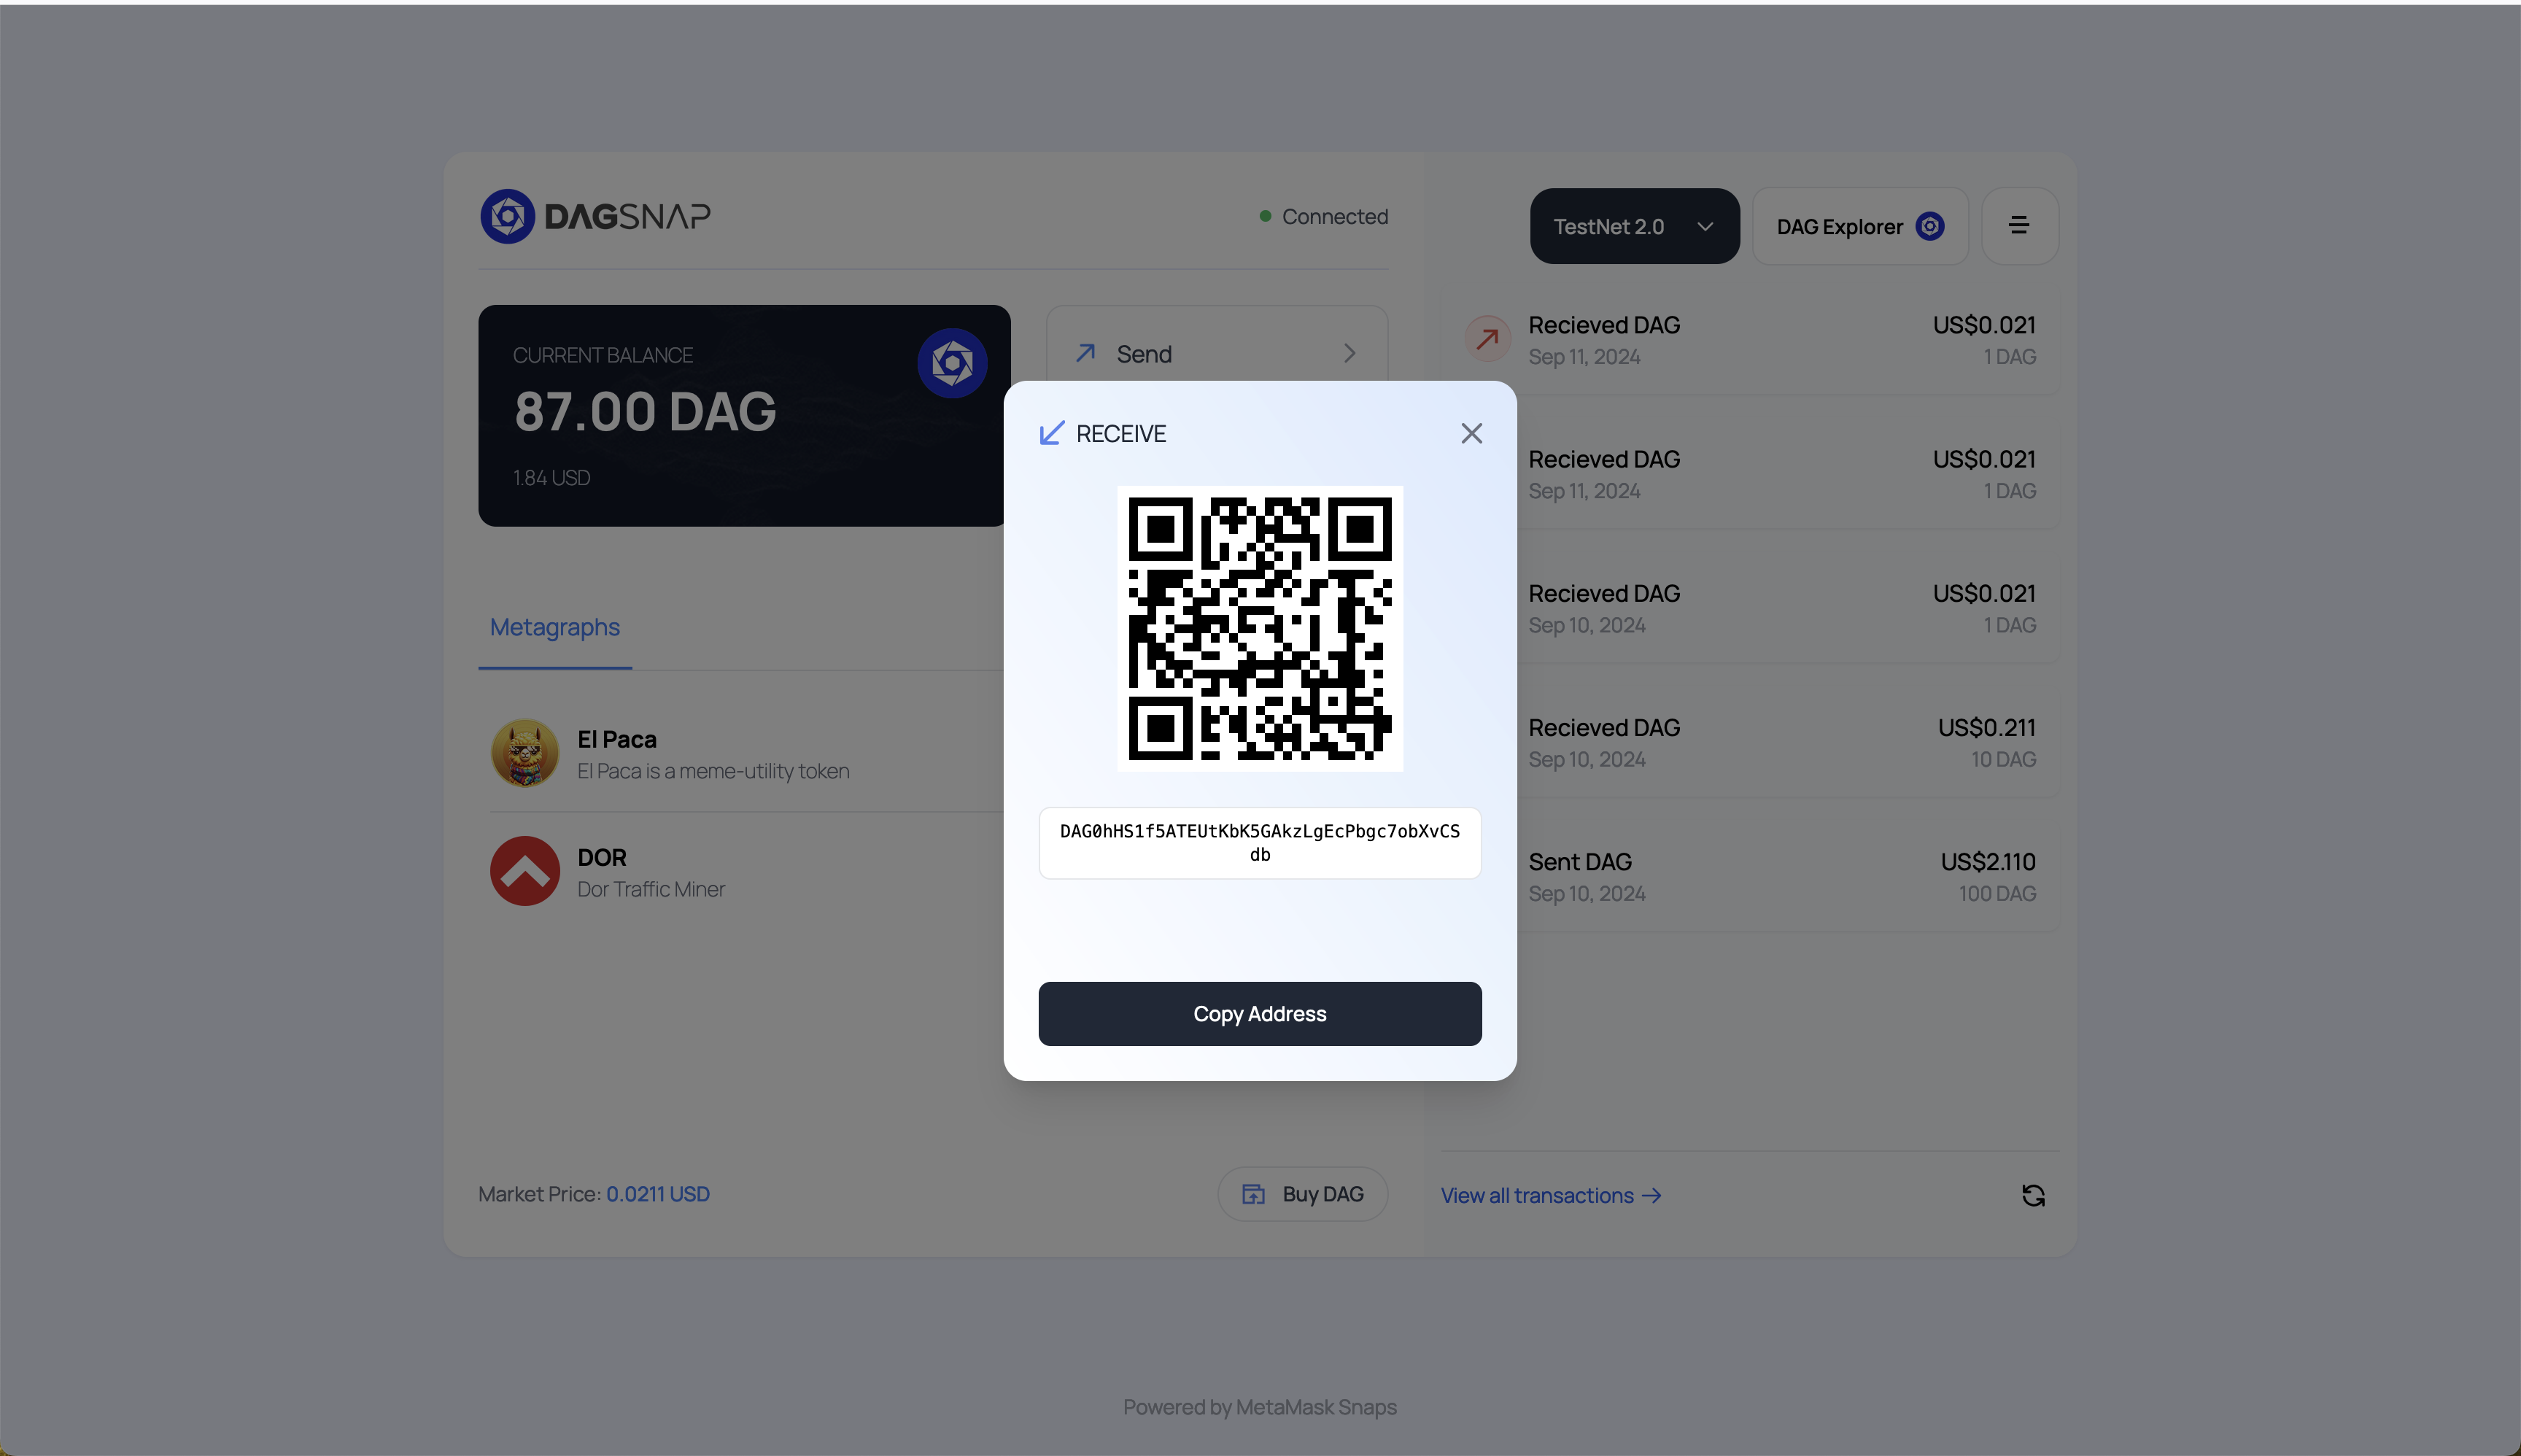 DAGSNAP
Connected
TestNet 2.0
DAG Explorer
CURRENT BALANCE
87.00 DAG
1.84 USD
Send
RECEIVE
DAG0hHS1f5ATEUtKbK5GAkzLgEcPbgc7obXvCS
db
Copy Address
Metagraphs
El Paca
El Paca is a meme-utility token
DOR
Dor Traffic Miner
Market Price: 0.0211 USD
Buy DAG
Recieved DAG
US$0.021
Sep 11, 2024
1 DAG
Recieved DAG
US$0.021
Sep 11, 2024
1 DAG
Recieved DAG
US$0.021
Sep 10, 2024
1 DAG
Recieved DAG
US$0.211
Sep 10, 2024
10 DAG
Sent DAG
US$2.110
Sep 10, 2024
100 DAG
View all transactions →
Powered by MetaMask Snaps